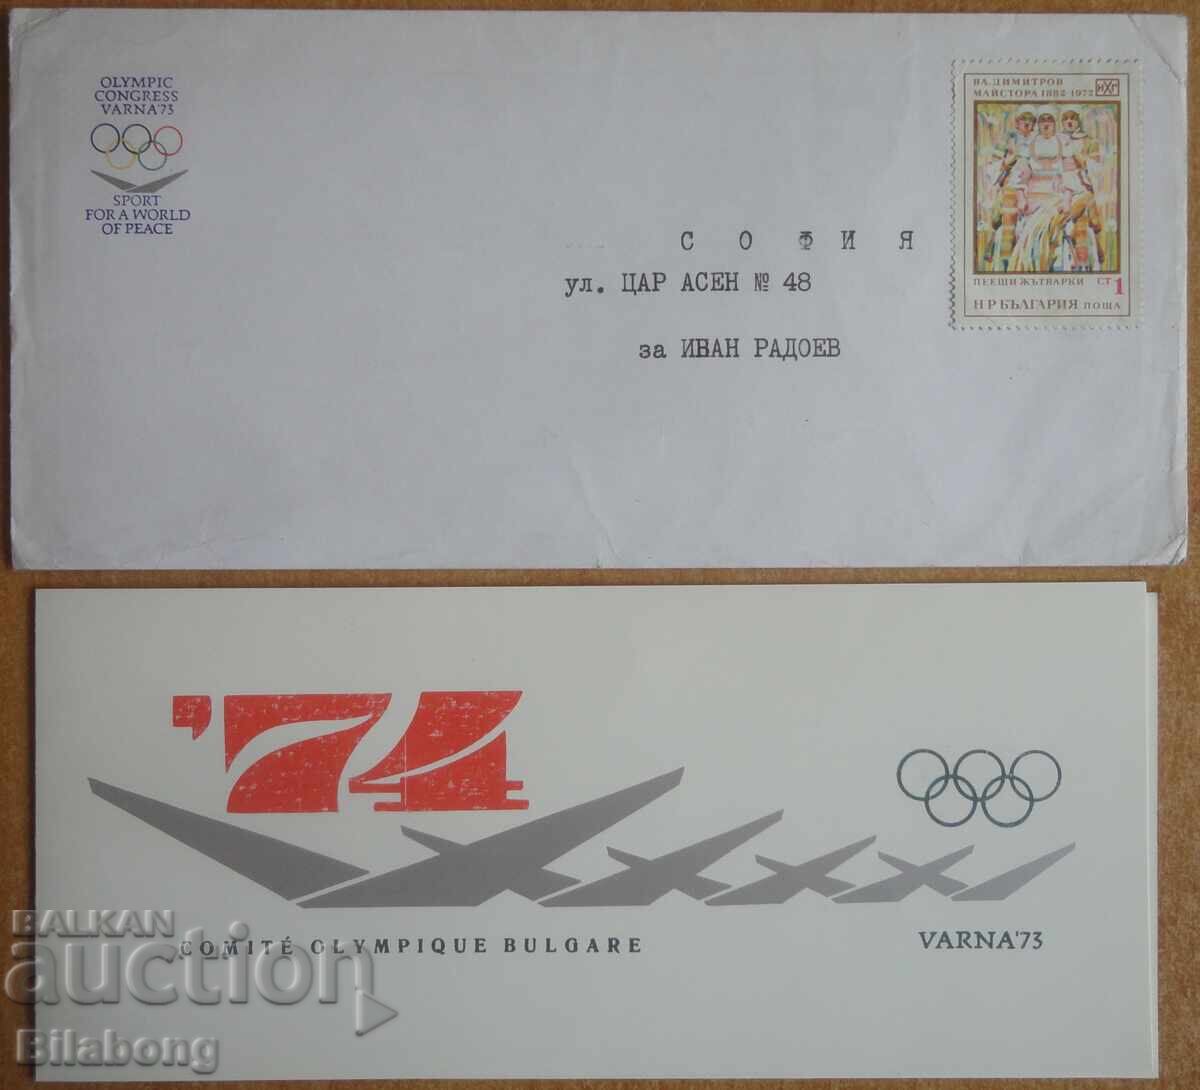 OLYMPIC
CONGRESS
VARNA'73
SPORT
FOR A WORLD
OF PEACE
ВЛ. ДИМИТРОВ
МАЙСТОРА 1882-1972 НХГ
ПЕЕЩИ ЖЪТВАРКИ СТ 1
НР БЪЛГАРИЯ ПОЩА
СОФИЯ
ул. ЦАР АСЕН № 48
за ИВАН РАДОЕВ
'74
COMITÉ OLYMPIQUE BULGARE
VARNA'73
BALKAN
auction
Bilabong